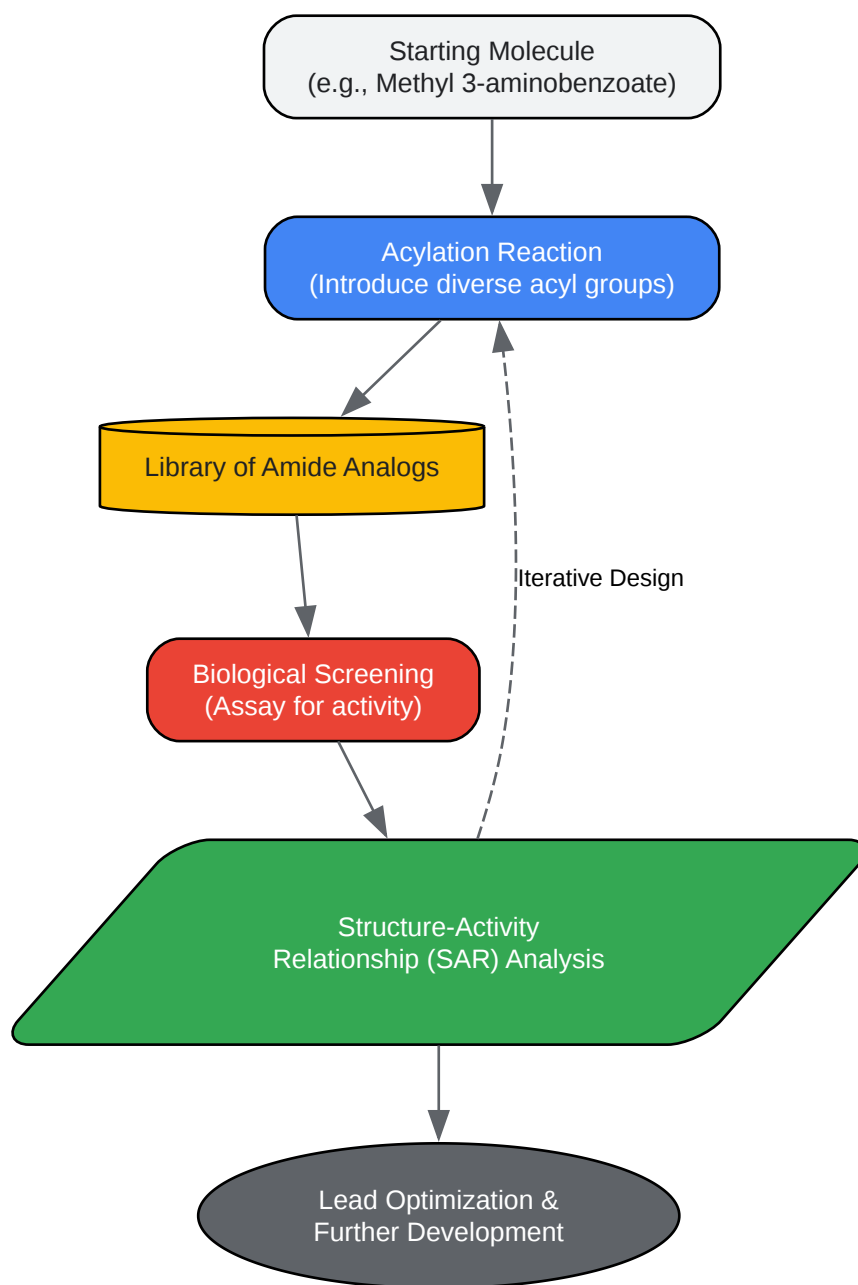 Starting Molecule
(e.g., Methyl 3-aminobenzoate)
Acylation Reaction
(Introduce diverse acyl groups)
Library of Amide Analogs
Iterative Design
Biological Screening
(Assay for activity)
Structure-Activity
Relationship (SAR) Analysis
Lead Optimization &
Further Development